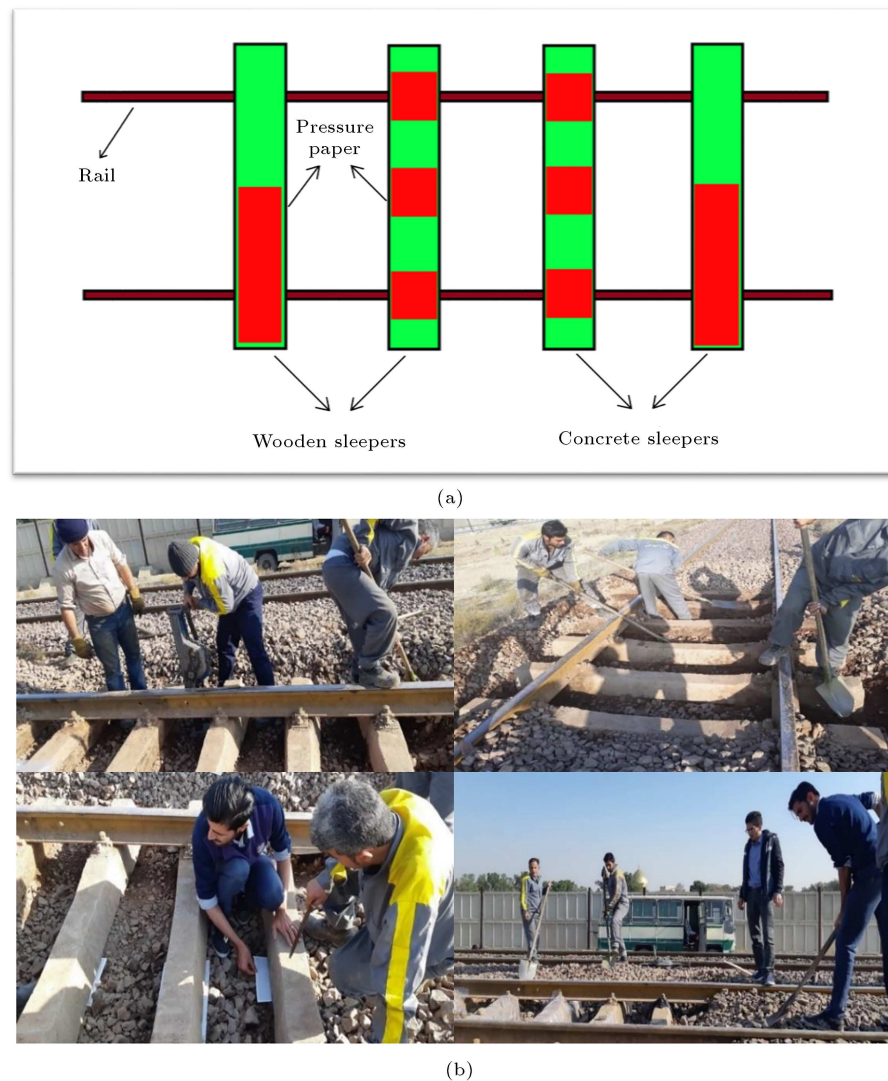 Pressure
paper
Rail
Wooden sleepers
Concrete sleepers
(a)
(b)